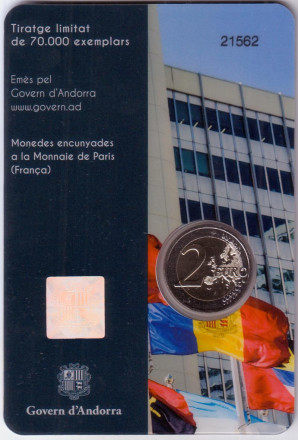 Tiratge limitat
de 70.000 exemplars
21562
Emès pel
Govern d'Andorra
www.govern.ad
Monedes encunyades
a la Monnaie de Paris
(França)
2 EURO
Govern d'Andorra